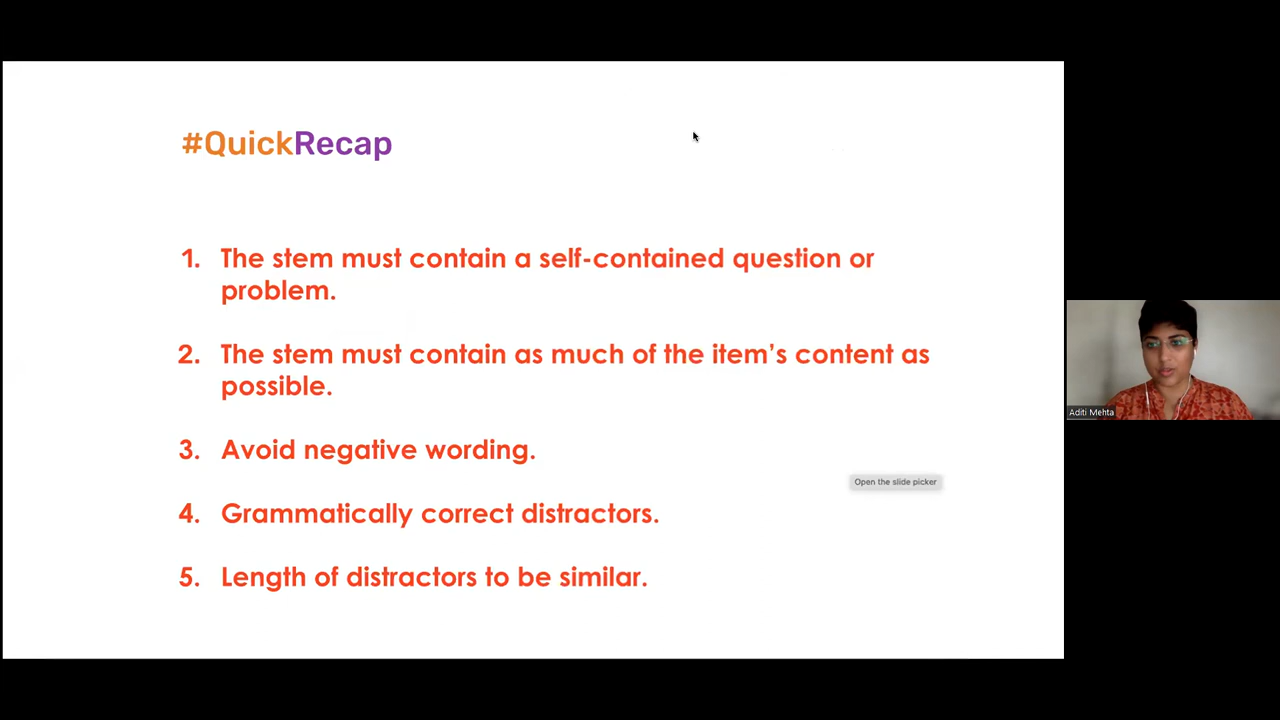 #QuickRecap
1. The stem must contain a self-contained question or
problem.
2. The stem must contain as much of the item’s content as
possible.
3. Avoid negative wording.
Open the slide picker
4. Grammatically correct distractors.
5. Length of distractors to be similar.
Aditi Mehta